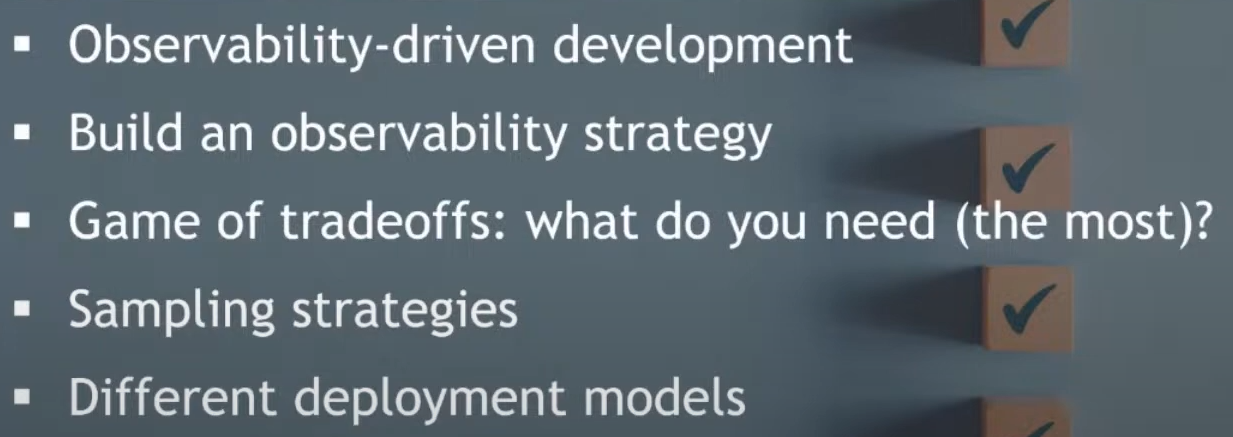 ▪ Observability-driven development
▪ Build an observability strategy
▪ Game of tradeoffs: what do you need (the most)?
▪ Sampling strategies
▪ Different deployment models